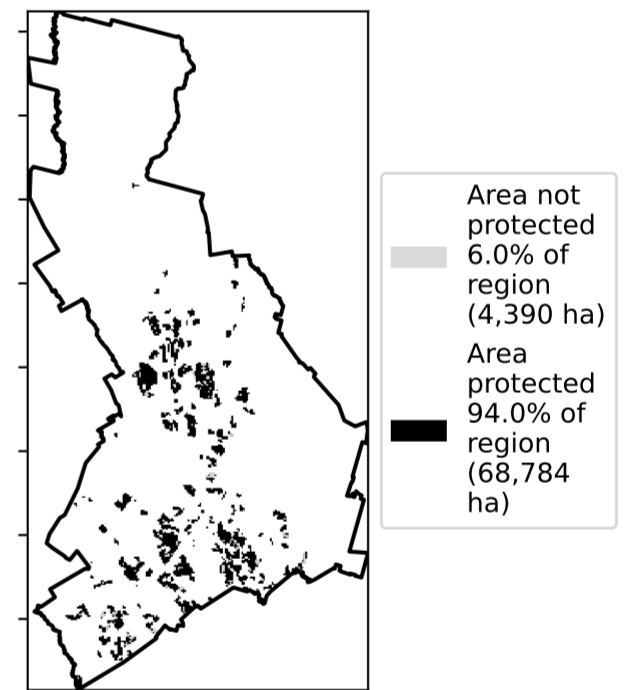 Area not
protected
6.0% of
region
(4,390 ha)
Area
protected
94.0% of
region
(68,784
ha)